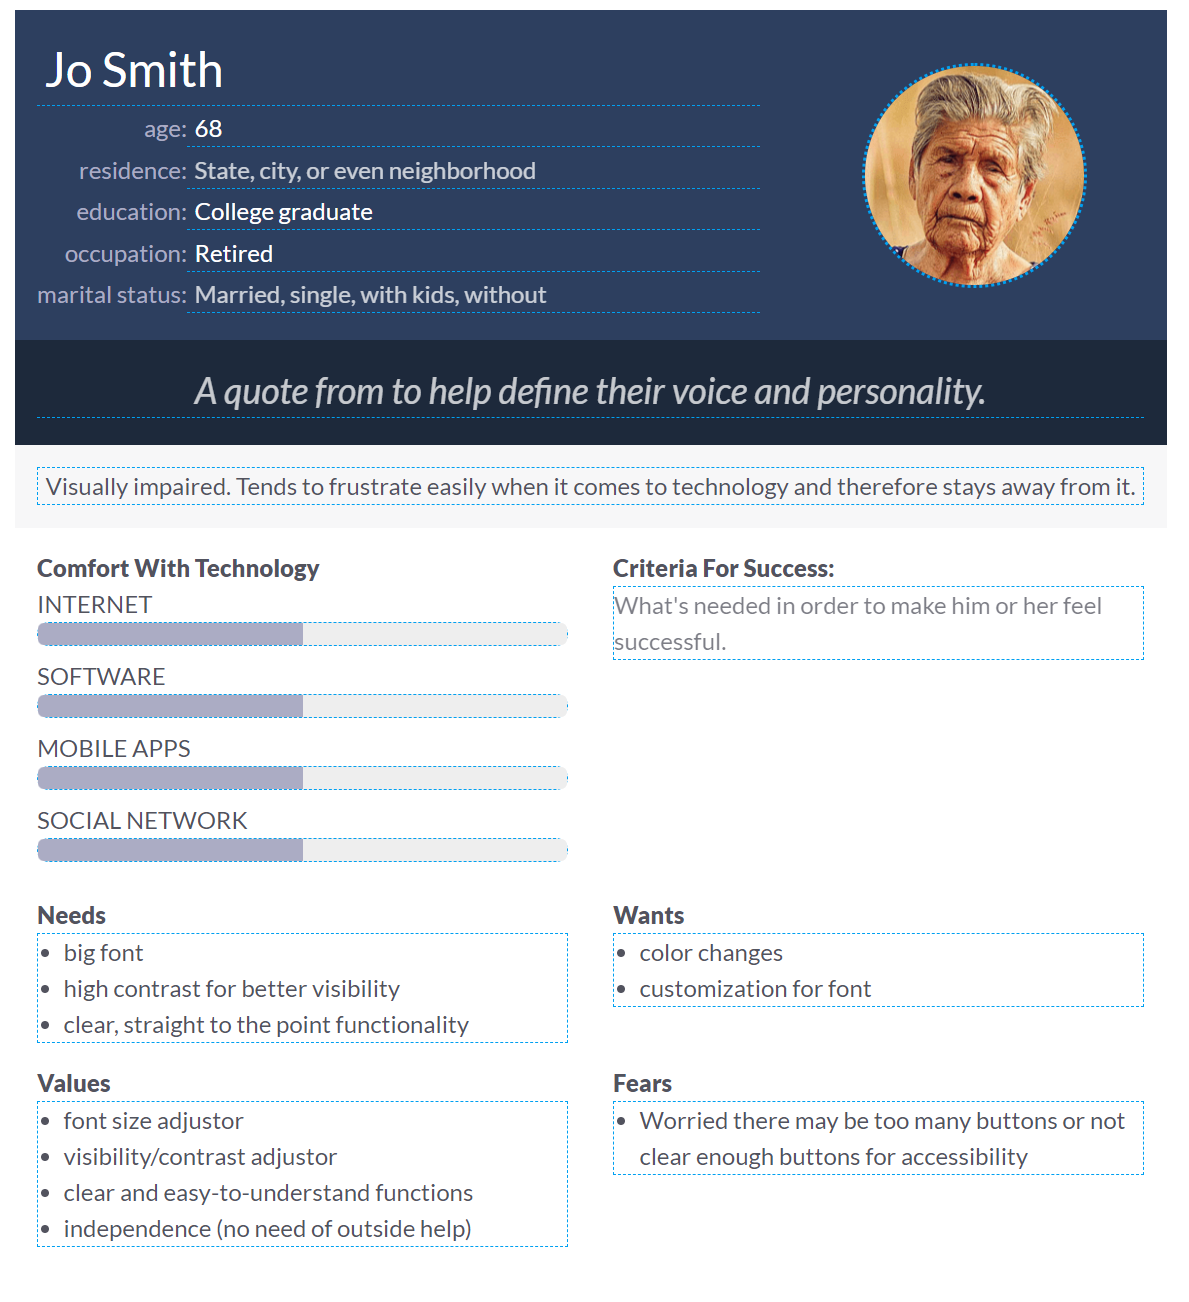 Jo Smith
age: 68
residence: State, city, or even neighborhood
education: College graduate
occupation: Retired
marital status: Married, single, with kids, without
A quote from to help define their voice and personality.
Visually impaired. Tends to frustrate easily when it comes to technology and therefore stays away from it.
Comfort With Technology
INTERNET
SOFTWARE
MOBILE APPS
SOCIAL NETWORK
Criteria For Success:
What's needed in order to make him or her feel
successful.
Needs
• big font
• high contrast for better visibility
• clear, straight to the point functionality
Wants
• color changes
• customization for font
Values
• font size adjustor
• visibility/contrast adjustor
• clear and easy-to-understand functions
• independence (no need of outside help)
Fears
• Worried there may be too many buttons or not
clear enough buttons for accessibility